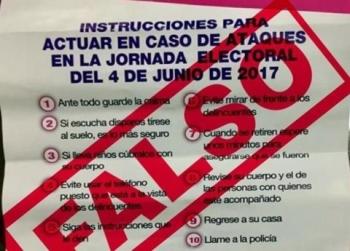 INSTRUCCIONES PARA
ACTUAR EN CASO DE ATAQUES
EN LA JORNADA ELECTORAL
DEL 4 DE JUNIO DE 2017
1 Ante todo guarde la calma
2 Si escucha disparos tirese
al suelo, es lo más seguro
3 Si lleva niños cúbralos con
su cuerpo
4 Evite usar el teléfono
puesto que está a la vista
de los delincuentes
5 Siga las instrucciones que
le den
6 Evite mirar de frente a los
delincuentes
7 Cuando se retiren espere
unos minutos para
asegurarse que se fueron
8 Revise su cuerpo y el de
las personas con quienes
esté acompañado
9 Regrese a su casa
10 Llame a la policía
FALSO